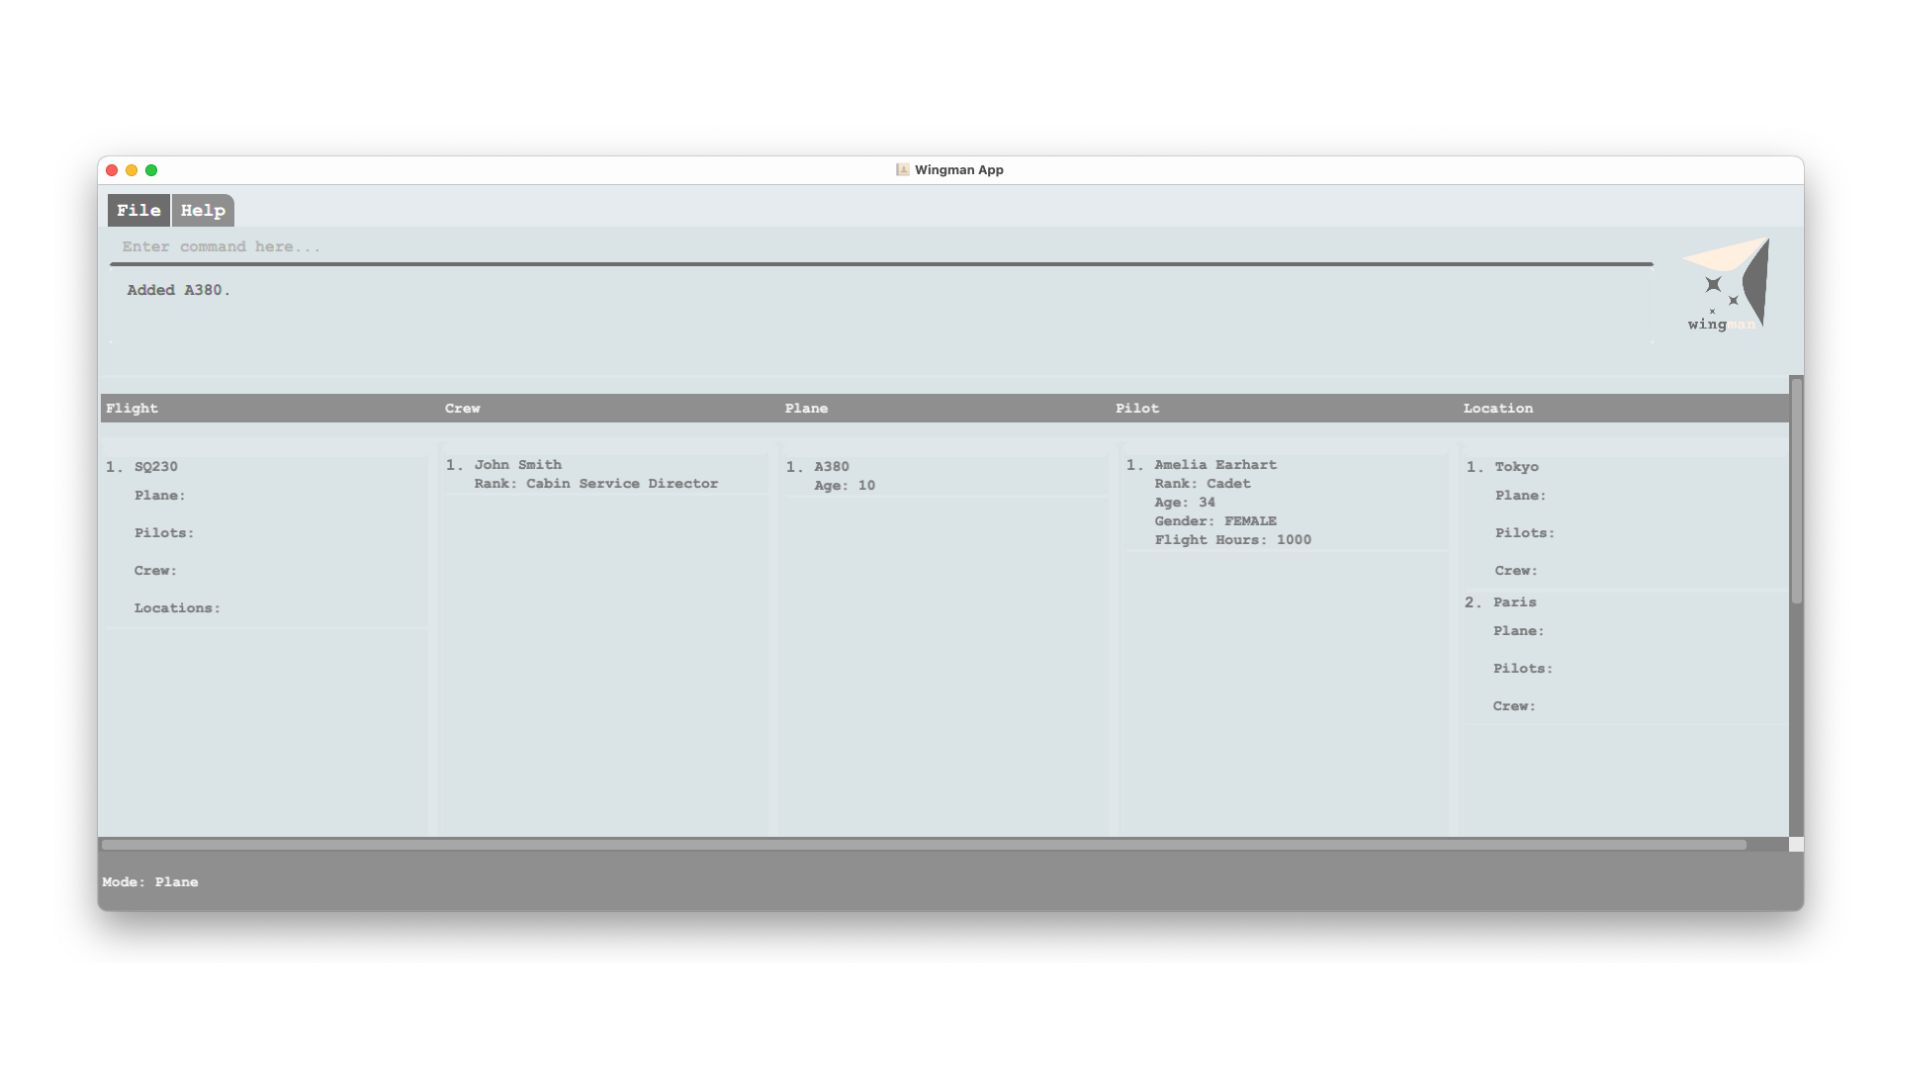 Wingman App
File Help
Enter command here...
Added A380.
wingman
Flight Crew Plane Pilot Location
1. SQ230
Plane:
Pilots:
Crew:
Locations:
1. John Smith
Rank: Cabin Service Director
1. A380
Age: 10
1. Amelia Earhart
Rank: Cadet
Age: 34
Gender: FEMALE
Flight Hours: 1000
1. Tokyo
Plane:
Pilots:
Crew:
2. Paris
Plane:
Pilots:
Crew:
Mode: Plane